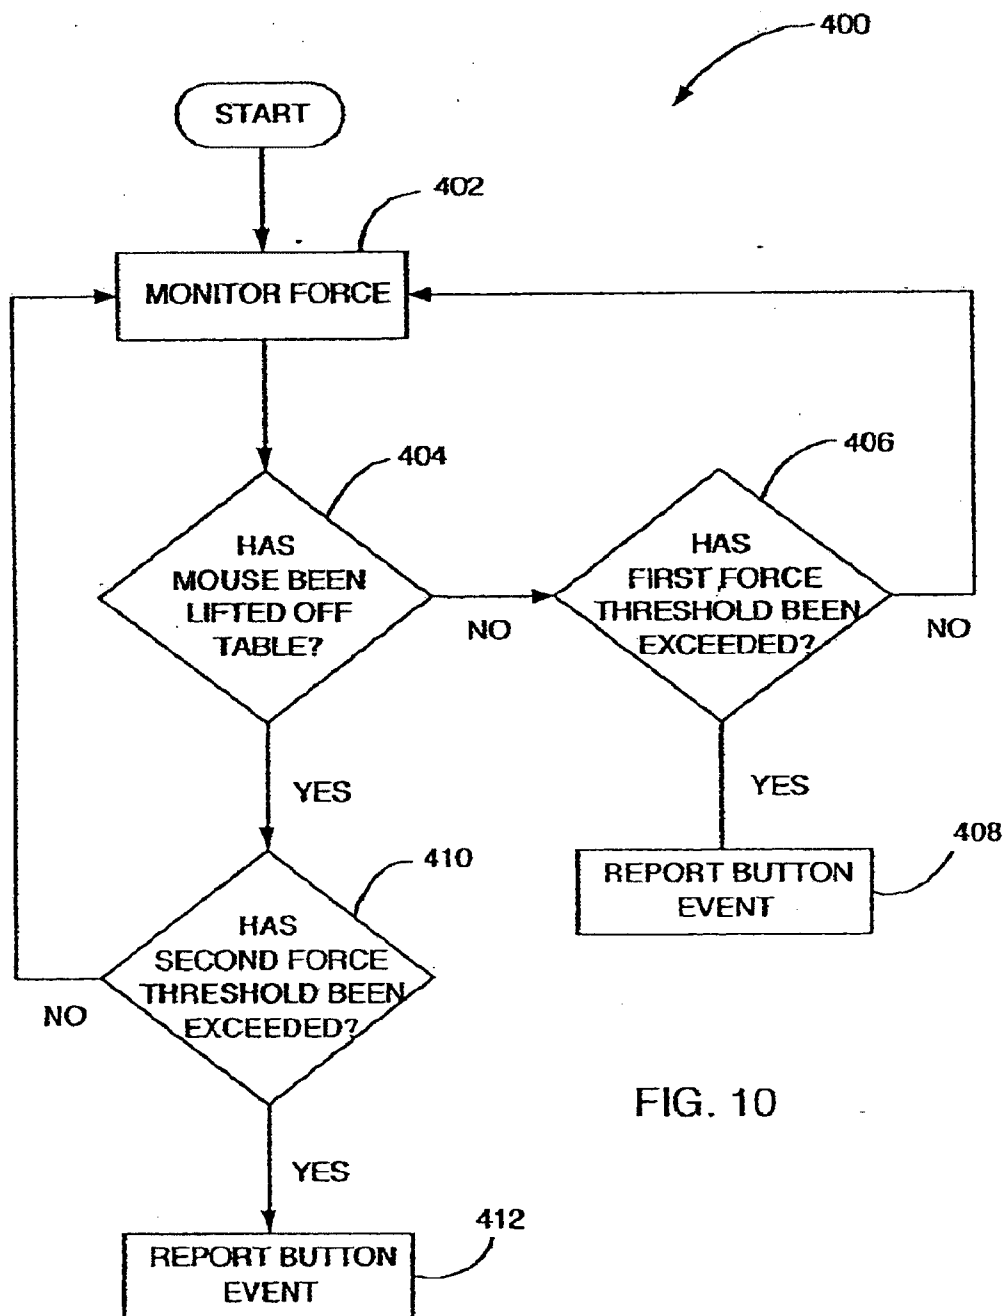 400
START
402
MONITOR FORCE
404
HAS
MOUSE BEEN
LIFTED OFF
TABLE?
NO
406
HAS
FIRST FORCE
THRESHOLD BEEN
EXCEEDED?
NO
YES
YES
408
REPORT BUTTON
EVENT
410
HAS
SECOND FORCE
THRESHOLD BEEN
EXCEEDED?
NO
FIG. 10
YES
412
REPORT BUTTON
EVENT